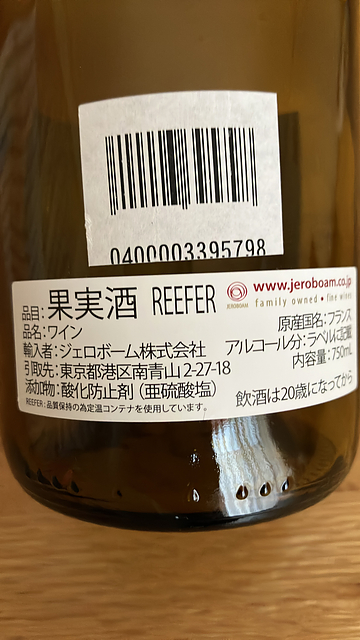 0400003395798
品目:果実酒 REEFER
JEROBOAM
www.jeroboam.co.jp
family owned • fine wines
品名:ワイン
原産国名:フランス
輸入者:ジェロボーム株式会社
アルコール分:ラベルに記載
引取先:東京都港区南青山 2-27-18
内容量:750mL
添加物:酸化防止剤(亜硫酸塩)
飲酒は20歳になってから
REEFER:品質保持の為定温コンテナを使用しています。